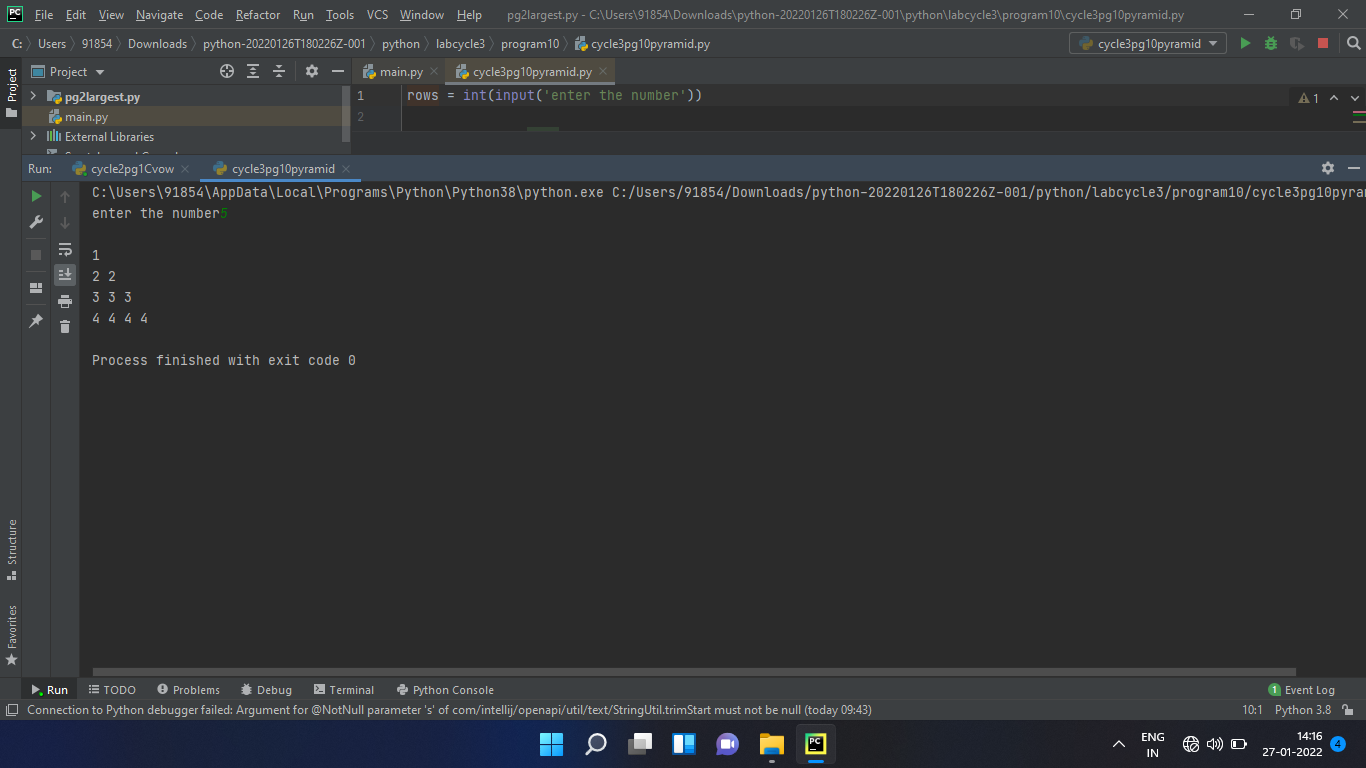 PC File Edit View Navigate Code Refactor Run Tools VCS Window Help pg2largest.py - C:\Users\91854\Downloads\python-20220126T180226Z-001\python\labcycle3\program10\cycle3pg10pyramid.py
C: Users 91854 Downloads python-20220126T180226Z-001 python labcycle3 program10 cycle3pg10pyramid.py cycle3pg10pyramid
Project Project main.py cycle3pg10pyramid.py
pg2largest.py 1 rows = int(input('enter the number')) 1
main.py 2
External Libraries
Run: cycle2pg1Cvow cycle3pg10pyramid
C:\Users\91854\AppData\Local\Programs\Python\Python38\python.exe C:/Users/91854/Downloads/python-20220126T180226Z-001/python/labcycle3/program10/cycle3pg10pyram
enter the number5
1
2 2
3 3 3
4 4 4 4
Process finished with exit code 0
Structure
Favorites
Run TODO Problems Debug Terminal Python Console 1 Event Log
Connection to Python debugger failed: Argument for @NotNull parameter 's' of com/intellij/openapi/util/text/StringUtil.trimStart must not be null (today 09:43) 10:1 Python 3.8
PC ENG 14:16
IN 27-01-2022 4